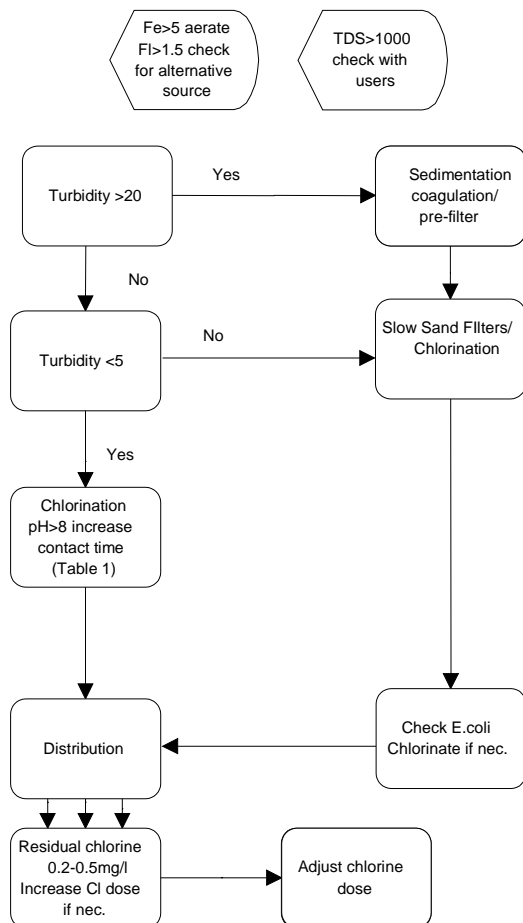 Fe>5 aerate
Fl>1.5 check
for alternative
source
TDS>1000
check with
users
Turbidity >20
Yes
Sedimentation
coagulation/
pre-filter
No
Turbidity <5
No
Slow Sand FIlters/
Chlorination
Yes
Chlorination
pH>8 increase
contact time
(Table 1)
Distribution
Check E.coli
Chlorinate if nec.
Residual chlorine
0.2-0.5mg/l
Increase Cl dose
if nec.
Adjust chlorine
dose